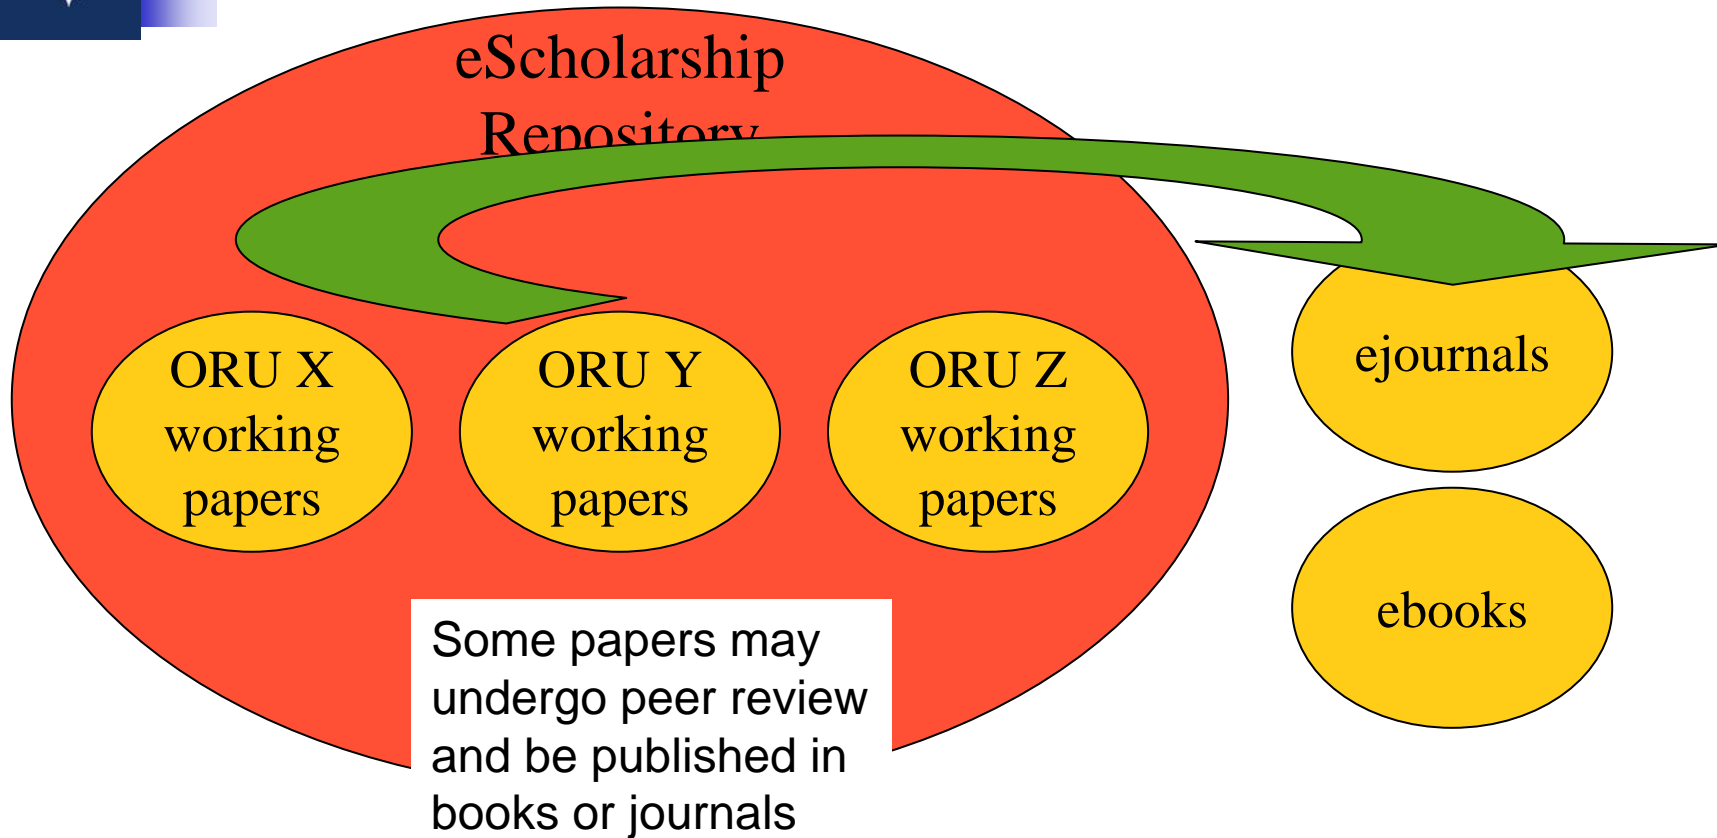 eScholarship
Repository
ORU X
working
papers
ORU Y
working
papers
ORU Z
working
papers
ejournals
ebooks
Some papers may
undergo peer review
and be published in
books or journals